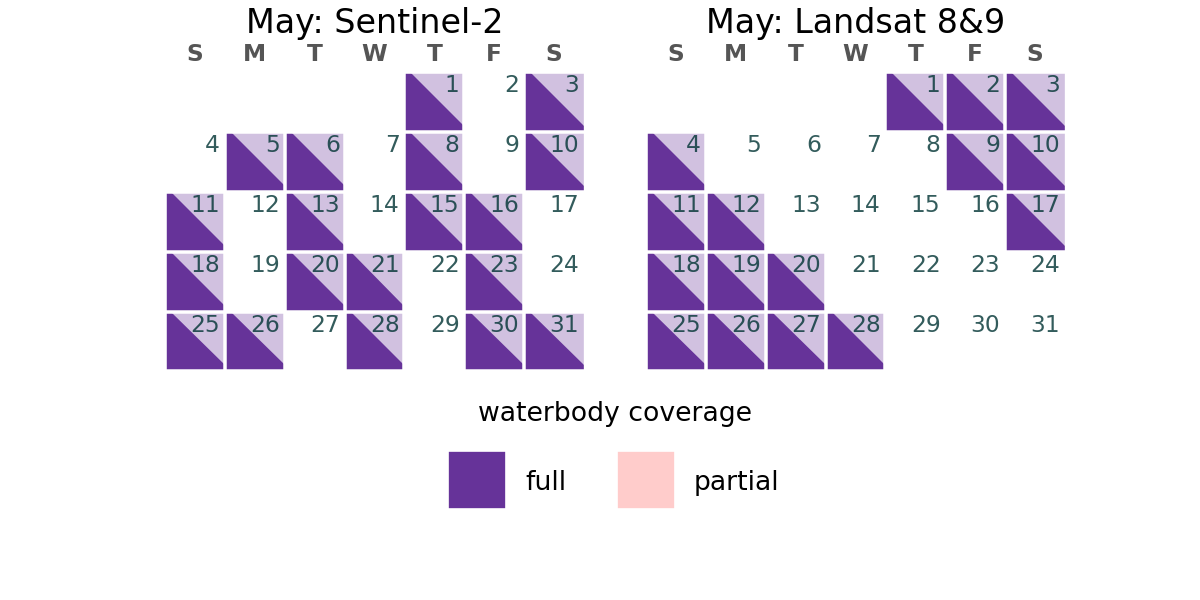 May: Sentinel-2
S M T W T F S
1 2 3
4 5 6 7 8 9 10
11 12 13 14 15 16 17
18 19 20 21 22 23 24
25 26 27 28 29 30 31
May: Landsat 8&9
S M T W T F S
1 2 3
4 5 6 7 8 9 10
11 12 13 14 15 16 17
18 19 20 21 22 23 24
25 26 27 28 29 30 31
waterbody coverage
full
partial